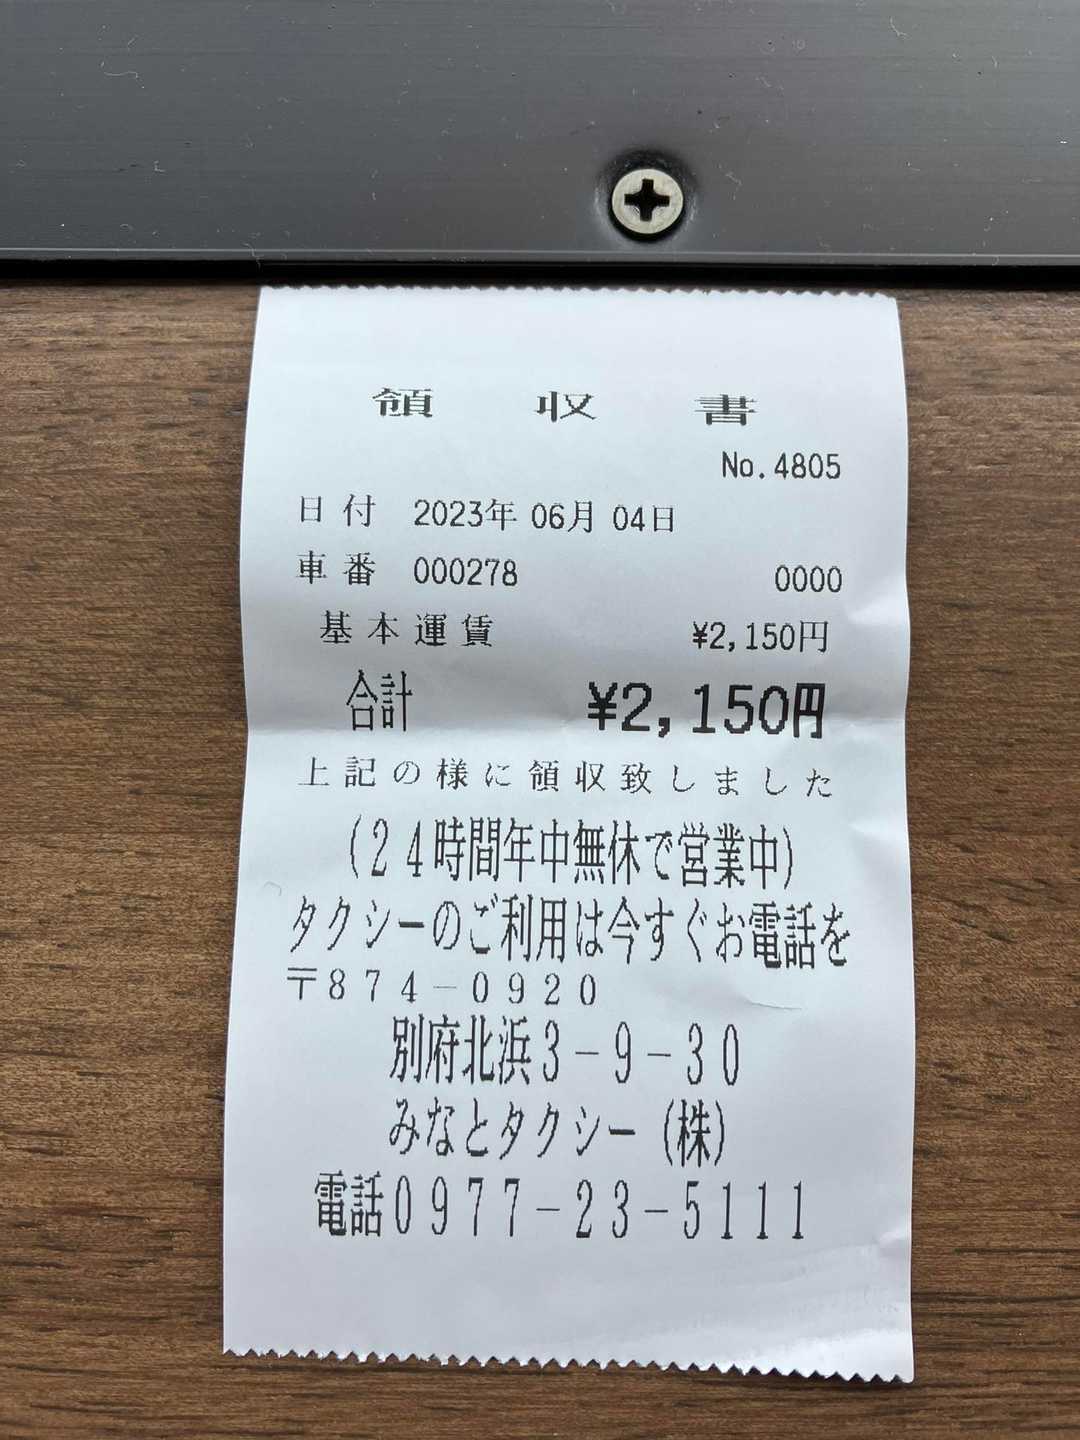 領収書
No.4805
日付 2023年 06月 04日
車番 000278 0000
基本運賃 ¥2,150円
合計 ¥2,150円
上記の様に領収致しました
(24時間年中無休で営業中)
タクシーのご利用は今すぐお電話を
〒874-0920
別府北浜3-9-30
みなとタクシー(株)
電話0977-23-5111